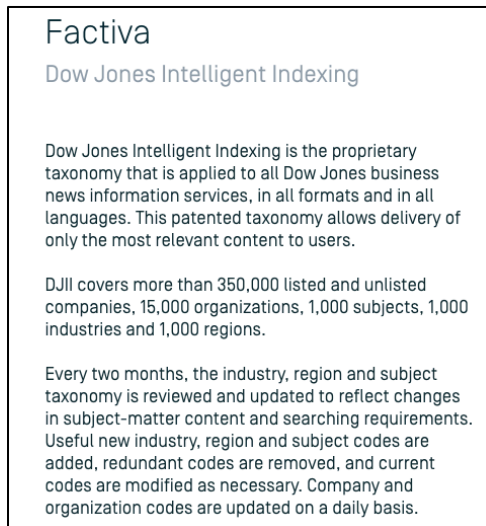 Factiva
Dow Jones Intelligent Indexing
Dow Jones Intelligent Indexing is the proprietary
taxonomy that is applied to all Dow Jones business
news information services, in all formats and in all
languages. This patented taxonomy allows delivery of
only the most relevant content to users.
DJII covers more than 350,000 listed and unlisted
companies, 15,000 organizations, 1,000 subjects, 1,000
industries and 1,000 regions.
Every two months, the industry, region and subject
taxonomy is reviewed and updated to reflect changes
in subject-matter content and searching requirements.
Useful new industry, region and subject codes are
added, redundant codes are removed, and current
codes are modified as necessary. Company and
organization codes are updated on a daily basis.